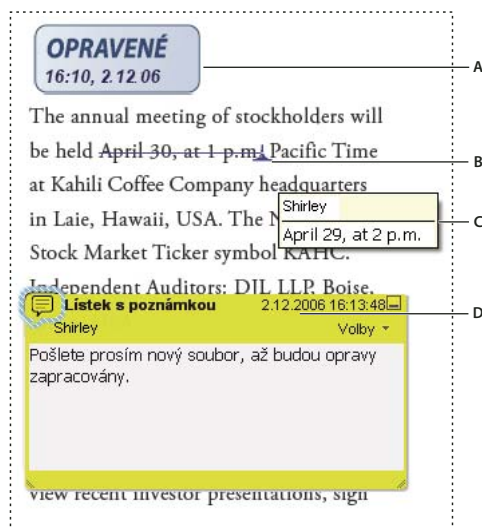 OPRAVENÉ
16:10, 2.12.06
A
The annual meeting of stockholders will
be held April 30, at 1 p.m. Pacific Time
B
at Kahili Coffee Company headquarters
Shirley
C
in Laie, Hawaii, USA. The N
April 29, at 2 p.m.
Stock Market Ticker symbol KAHC.
Independent Auditors: DJL LLP, Boise,
Lístek s poznámkou 2.12.2006 16:13:48
D
Shirley Volby
Pošlete prosím nový soubor, až budou opravy
zapracovány.
view recent investor presentations, sign